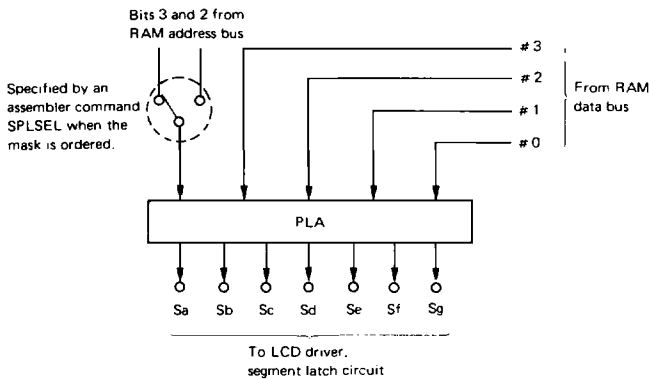 Bits 3 and 2 from
RAM address bus
Specified by an
assembler command
SPLSEL when the
mask is ordered.
# 3
# 2
# 1
# 0
From RAM
data bus
PLA
Sa Sb Sc Sd Se Sf Sg
To LCD driver,
segment latch circuit